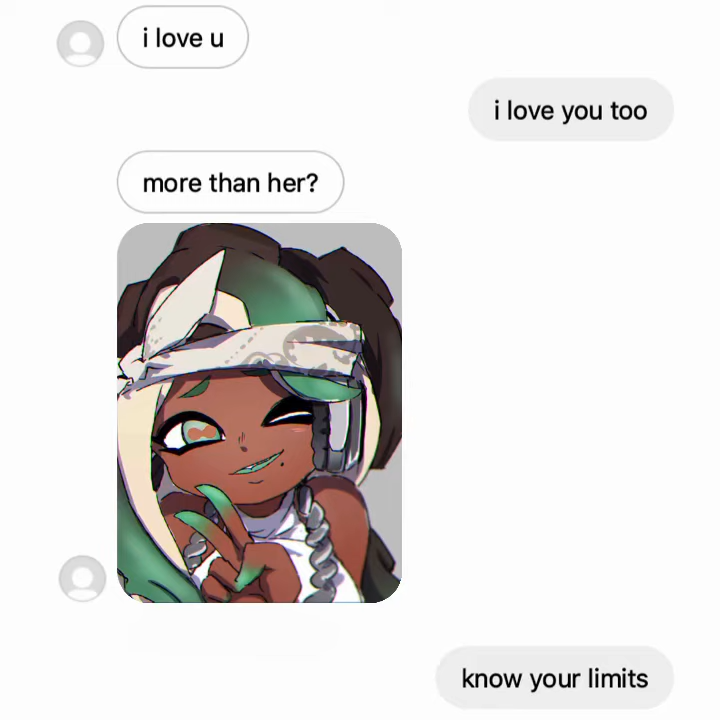 i love u
i love you too
more than her?
know your limits